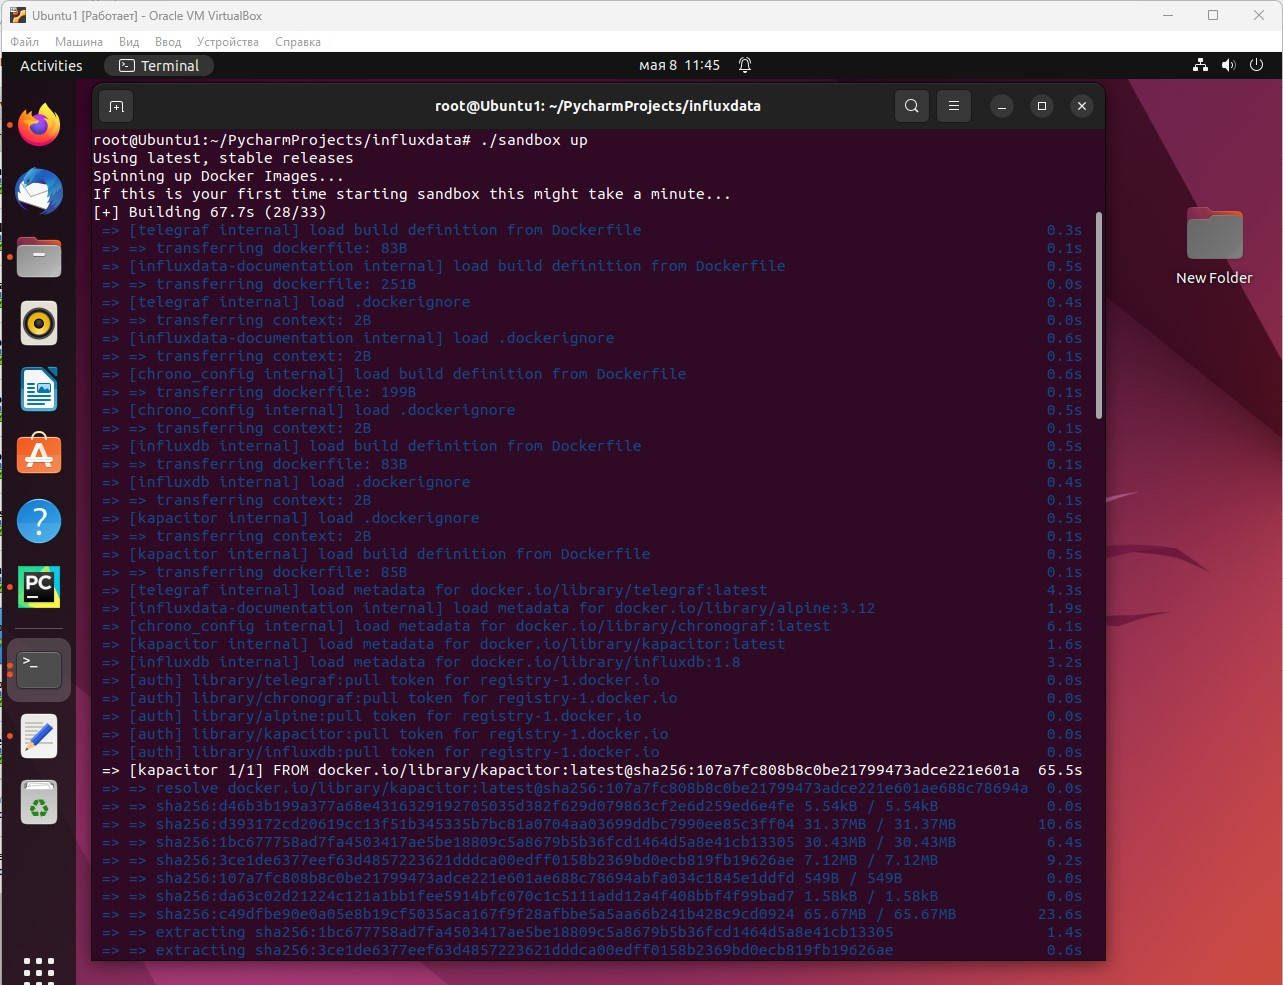 Ubuntu1 [Работает] - Oracle VM VirtualBox
Файл Машина Вид Ввод Устройства Справка
Activities Terminal мая 8 11:45
root@Ubuntu1: ~/PycharmProjects/influxdata
root@Ubuntu1:~/PycharmProjects/influxdata# ./sandbox up
Using latest, stable releases
Spinning up Docker Images...
If this is your first time starting sandbox this might take a minute...
[+] Building 67.7s (28/33)
=> [telegraf internal] load build definition from Dockerfile 0.3s
=> => transferring dockerfile: 83B 0.1s
=> [influxdata-documentation internal] load build definition from Dockerfile 0.5s
=> => transferring dockerfile: 251B 0.0s
=> [telegraf internal] load .dockerignore 0.4s
=> => transferring context: 2B 0.0s
=> [influxdata-documentation internal] load .dockerignore 0.6s
=> => transferring context: 2B 0.1s
=> [chrono_config internal] load build definition from Dockerfile 0.6s
=> => transferring dockerfile: 199B 0.1s
=> [chrono_config internal] load .dockerignore 0.5s
=> => transferring context: 2B 0.1s
=> [influxdb internal] load build definition from Dockerfile 0.5s
=> => transferring dockerfile: 83B 0.1s
=> [influxdb internal] load .dockerignore 0.4s
=> => transferring context: 2B 0.1s
=> [kapacitor internal] load .dockerignore 0.5s
=> => transferring context: 2B 0.1s
=> [kapacitor internal] load build definition from Dockerfile 0.5s
=> => transferring dockerfile: 85B 0.1s
=> [telegraf internal] load metadata for docker.io/library/telegraf:latest 4.3s
=> [influxdata-documentation internal] load metadata for docker.io/library/alpine:3.12 1.9s
=> [chrono_config internal] load metadata for docker.io/library/chronograf:latest 6.1s
=> [kapacitor internal] load metadata for docker.io/library/kapacitor:latest 1.6s
=> [influxdb internal] load metadata for docker.io/library/influxdb:1.8 3.2s
=> [auth] library/telegraf:pull token for registry-1.docker.io 0.0s
=> [auth] library/chronograf:pull token for registry-1.docker.io 0.0s
=> [auth] library/alpine:pull token for registry-1.docker.io 0.0s
=> [auth] library/kapacitor:pull token for registry-1.docker.io 0.0s
=> [auth] library/influxdb:pull token for registry-1.docker.io 0.0s
=> [kapacitor 1/1] FROM docker.io/library/kapacitor:latest@sha256:107a7fc808b8c0be21799473adce221e601a 65.5s
=> => resolve docker.io/library/kapacitor:latest@sha256:107a7fc808b8c0be21799473adce221e601ae688c78694a 0.0s
=> => sha256:d46b3b199a377a68e43163291927c5035d382f629d079863cf2e6d259ed6e4fe 5.54kB / 5.54kB 0.0s
=> => sha256:d393172cd20619cc13f51b345335b7bc81a0704aa03699ddbc7990ee85c3ff04 31.37MB / 31.37MB 10.6s
=> => sha256:1bc677758ad7fa4503417ae5be18809c5a8679b5b36fcd1464d5a8e41cb13305 30.43MB / 30.43MB 6.4s
=> => sha256:3ce1de6377eef63d4857223621dddca00edff0158b2369bd0ecb819fb19626ae 7.12MB / 7.12MB 9.2s
=> => sha256:107a7fc808b8c0be21799473adce221e601ae688c78694abfa034c1845e1ddfd 549B / 549B 0.0s
=> => sha256:da63c02d21224c121a1bb1fee5914bfc070c1c5111add12a4f408bbf4f99bad7 1.58kB / 1.58kB 0.0s
=> => sha256:c49dfbe90e0a05e8b19cf5035aca167f9f28afbbe5a5aa66b241b428c9cd0924 65.67MB / 65.67MB 23.6s
=> => extracting sha256:1bc677758ad7fa4503417ae5be18809c5a8679b5b36fcd1464d5a8e41cb13305 1.4s
=> => extracting sha256:3ce1de6377eef63d4857223621dddca00edff0158b2369bd0ecb819fb19626ae 0.6s
New Folder
PC